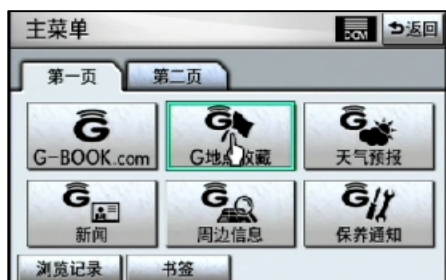 主菜单 DCM 返回
第一页 第二页
G G G
G-BOOK.com G地点收藏 天气预报
G G G
新闻 周边信息 保养通知
浏览记录 书签